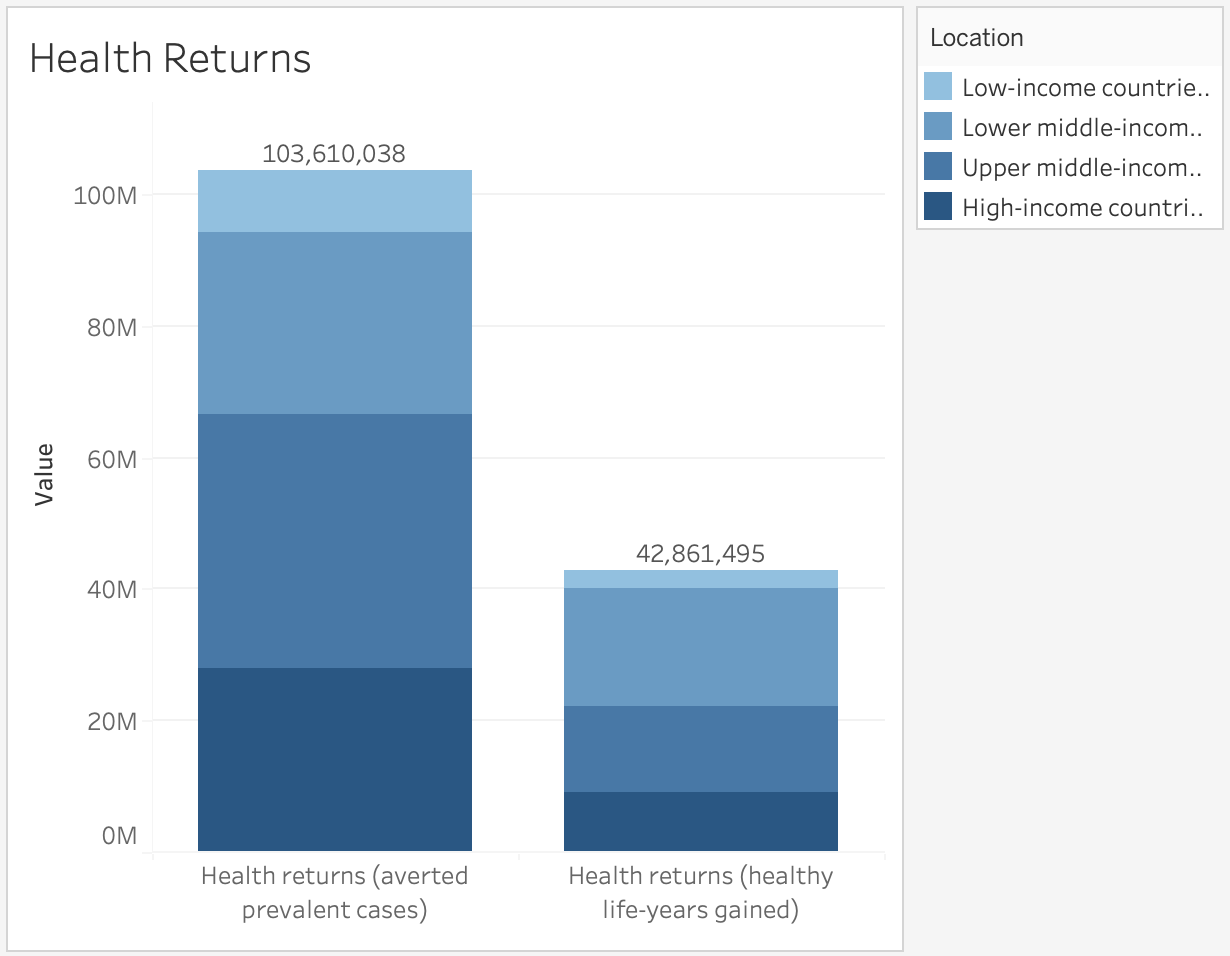 Health Returns
103,610,038
42,861,495
100M
80M
60M
40M
20M
0M
Value
Health returns (averted
prevalent cases)
Health returns (healthy
life-years gained)
Location
Low-income countrie..
Lower middle-incom..
Upper middle-incom..
High-income countri..